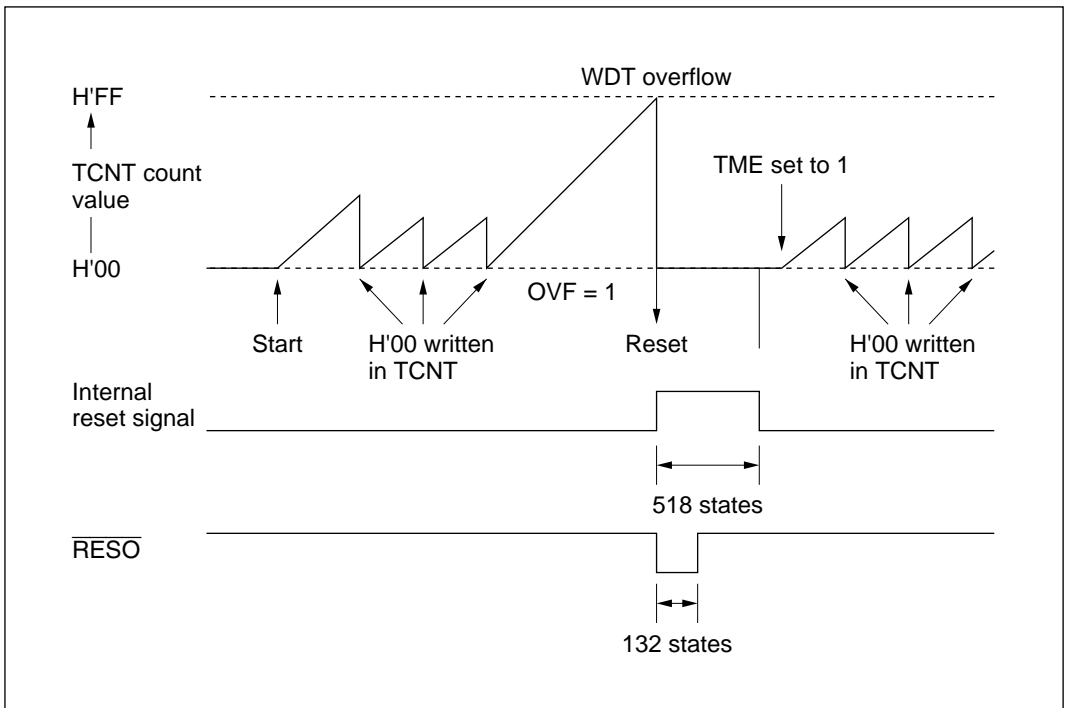 WDT overflow
H'FF
TME set to 1
TCNT count
value
H'00
OVF = 1
Start
H'00 written
in TCNT
Reset
H'00 written
in TCNT
Internal
reset signal
518 states
RESO
132 states